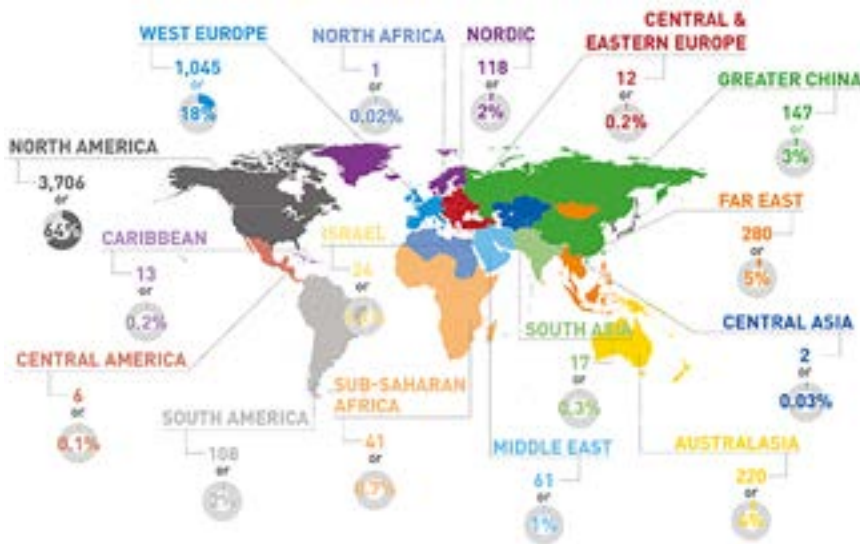 WEST EUROPE
1,045
or
18%
NORTH AFRICA
1
or
0.02%
NORDIC
118
or
2%
CENTRAL &
EASTERN EUROPE
12
or
0.2%
GREATER CHINA
147
or
3%
NORTH AMERICA
3,706
or
64%
CARIBBEAN
13
or
0.2%
ISRAEL
24
or
FAR EAST
280
or
5%
CENTRAL AMERICA
6
or
0.1%
SOUTH AMERICA
108
or
2%
SUB-SAHARAN
AFRICA
41
or
0.7%
SOUTH ASIA
17
or
0.3%
MIDDLE EAST
61
or
1%
CENTRAL ASIA
2
or
0.03%
AUSTRALASIA
220
or
4%